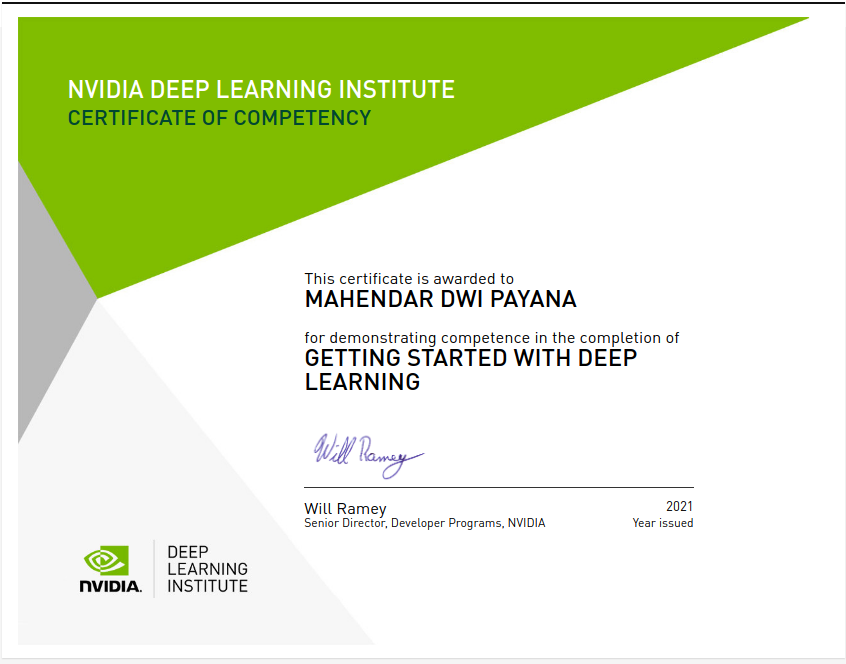 NVIDIA DEEP LEARNING INSTITUTE
CERTIFICATE OF COMPETENCY
This certificate is awarded to
MAHENDAR DWI PAYANA
for demonstrating competence in the completion of
GETTING STARTED WITH DEEP
LEARNING
Will Ramey
Will Ramey
Senior Director, Developer Programs, NVIDIA
2021
Year issued
NVIDIA.
DEEP
LEARNING
INSTITUTE